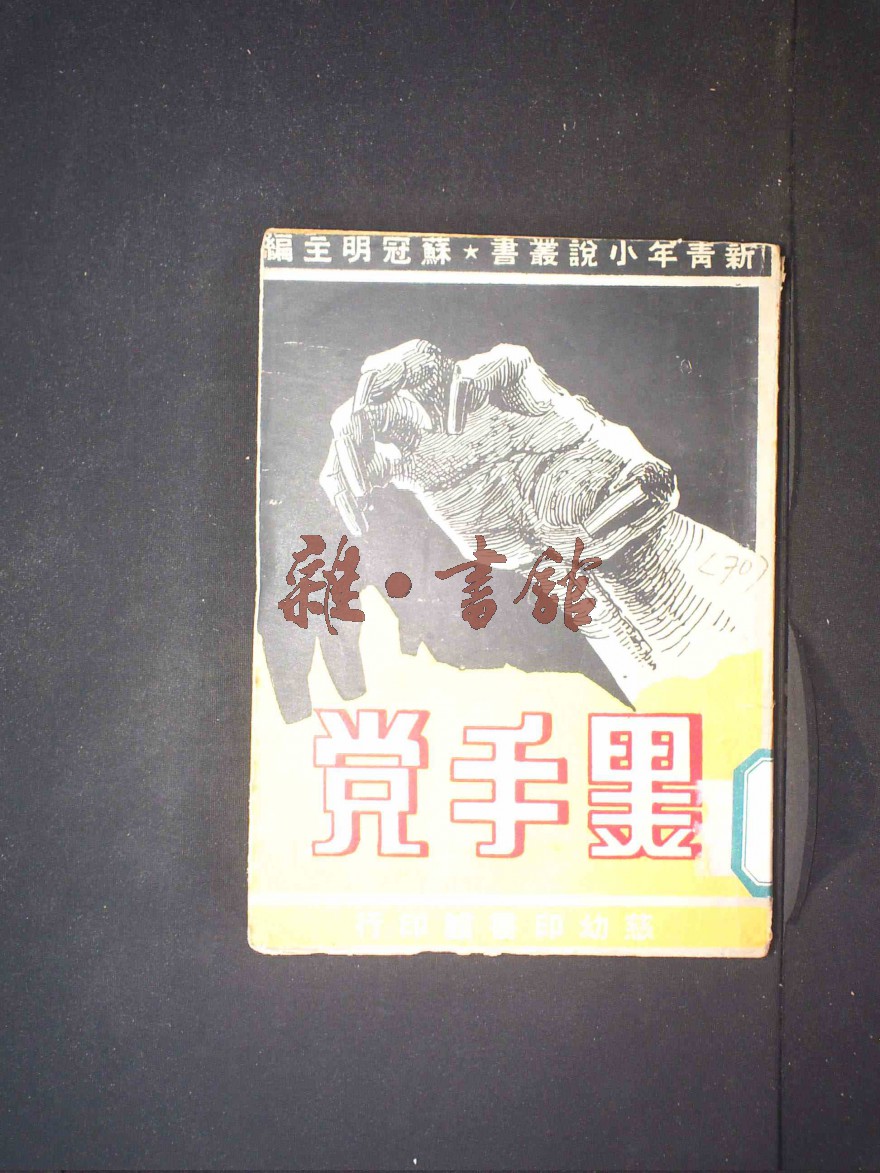 新青年小說叢書★蘇冠明主編
<70>
雜·書館
黑手党
慈幼印書館印行